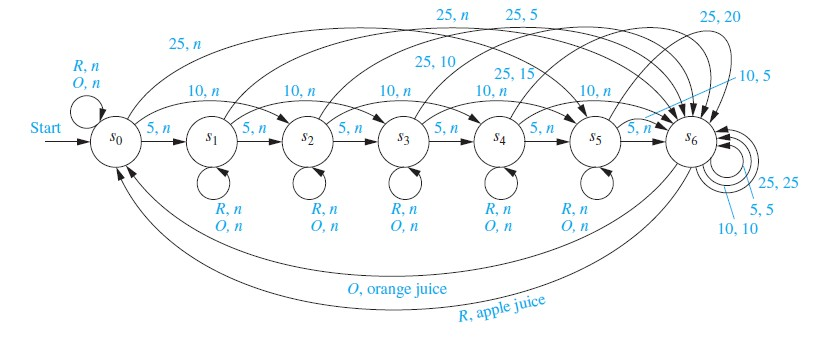 25, n
25, 5
25, 20
25, n
25, 10
25, 15
10, 5
R, n
O, n
10, n
10, n
10, n
10, n
10, n
Start
s0
5, n
s1
5, n
s2
5, n
s3
5, n
s4
5, n
s5
5, n
s6
25, 25
5, 5
10, 10
R, n
O, n
R, n
O, n
R, n
O, n
R, n
O, n
R, n
O, n
O, orange juice
R, apple juice